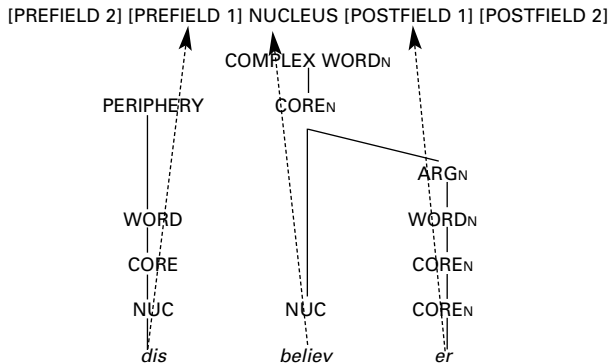 [PREFIELD 2] [PREFIELD 1] NUCLEUS [POSTFIELD 1] [POSTFIELD 2]
COMPLEX WORDN
PERIPHERY COREN
ARGN
WORD WORDN
CORE COREN
NUC NUC COREN
dis believ er